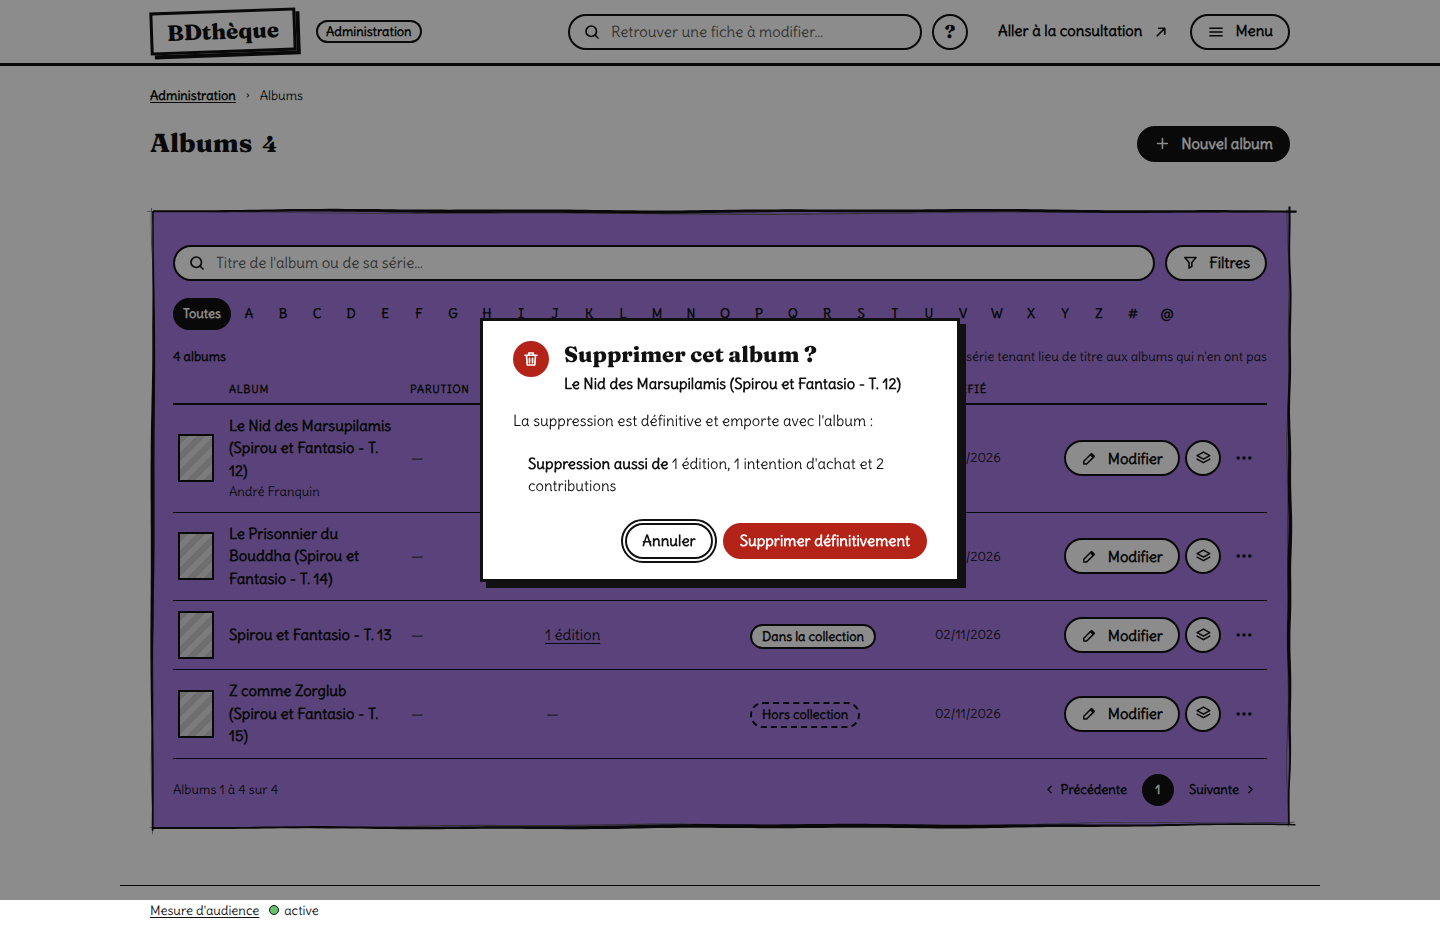 BDthèque
Administration
Retrouver une fiche à modifier...
?
Aller à la consultation
Menu
Administration › Albums
Albums 4
Nouvel album
Titre de l'album ou de sa série...
Filtres
Toutes A B C D E F G H I J K L M N O P Q R S T U V W X Y Z # @
4 albums
série tenant lieu de titre aux albums qui n'en ont pas
ALBUM PARUTION
Le Nid des Marsupilamis
(Spirou et Fantasio - T.
12)
André Franquin
—
/2026
Modifier
Le Prisonnier du
Bouddha (Spirou et
Fantasio - T. 14)
—
/2026
Modifier
Spirou et Fantasio - T. 13
—
1 édition
Dans la collection
02/11/2026
Modifier
Z comme Zorglub
(Spirou et Fantasio - T.
15)
—
—
Hors collection
02/11/2026
Modifier
Albums 1 à 4 sur 4
Précédente 1 Suivante
Supprimer cet album ?
Le Nid des Marsupilamis (Spirou et Fantasio - T. 12)
La suppression est définitive et emporte avec l'album :
Suppression aussi de 1 édition, 1 intention d'achat et 2
contributions
Annuler
Supprimer définitivement
Mesure d'audience
active